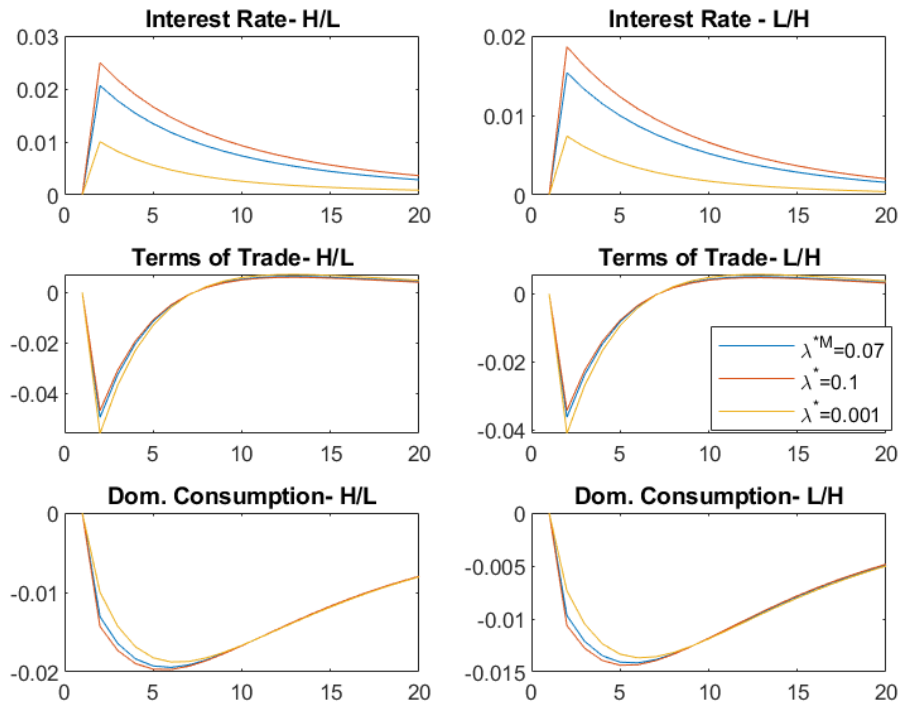 Interest Rate- H/L
0.03
0.02
0.01
0
0 5 10 15 20
Interest Rate - L/H
0.02
0.01
0
0 5 10 15 20
Terms of Trade- H/L
0
-0.02
-0.04
0 5 10 15 20
Terms of Trade- L/H
0
-0.02
-0.04
0 5 10 15 20
λ*M=0.07
λ*=0.1
λ*=0.001
Dom. Consumption- H/L
0
-0.01
-0.02
0 5 10 15 20
Dom. Consumption- L/H
0
-0.005
-0.01
-0.015
0 5 10 15 20